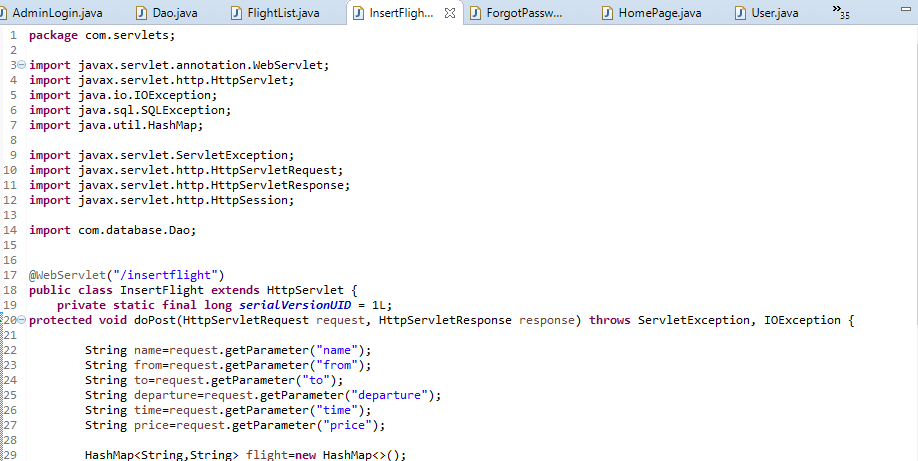 AdminLogin.java Dao.java FlightList.java InsertFligh... ForgotPassw... HomePage.java User.java »35
1 package com.servlets;
2
3 import javax.servlet.annotation.WebServlet;
4 import javax.servlet.http.HttpServlet;
5 import java.io.IOException;
6 import java.sql.SQLException;
7 import java.util.HashMap;
8
9 import javax.servlet.ServletException;
10 import javax.servlet.http.HttpServletRequest;
11 import javax.servlet.http.HttpServletResponse;
12 import javax.servlet.http.HttpSession;
13
14 import com.database.Dao;
15
16
17 @WebServlet("/insertflight")
18 public class InsertFlight extends HttpServlet {
19 private static final long serialVersionUID = 1L;
20 protected void doPost(HttpServletRequest request, HttpServletResponse response) throws ServletException, IOException {
21
22 String name=request.getParameter("name");
23 String from=request.getParameter("from");
24 String to=request.getParameter("to");
25 String departure=request.getParameter("departure");
26 String time=request.getParameter("time");
27 String price=request.getParameter("price");
28
29 HashMap<String,String> flight=new HashMap<>();